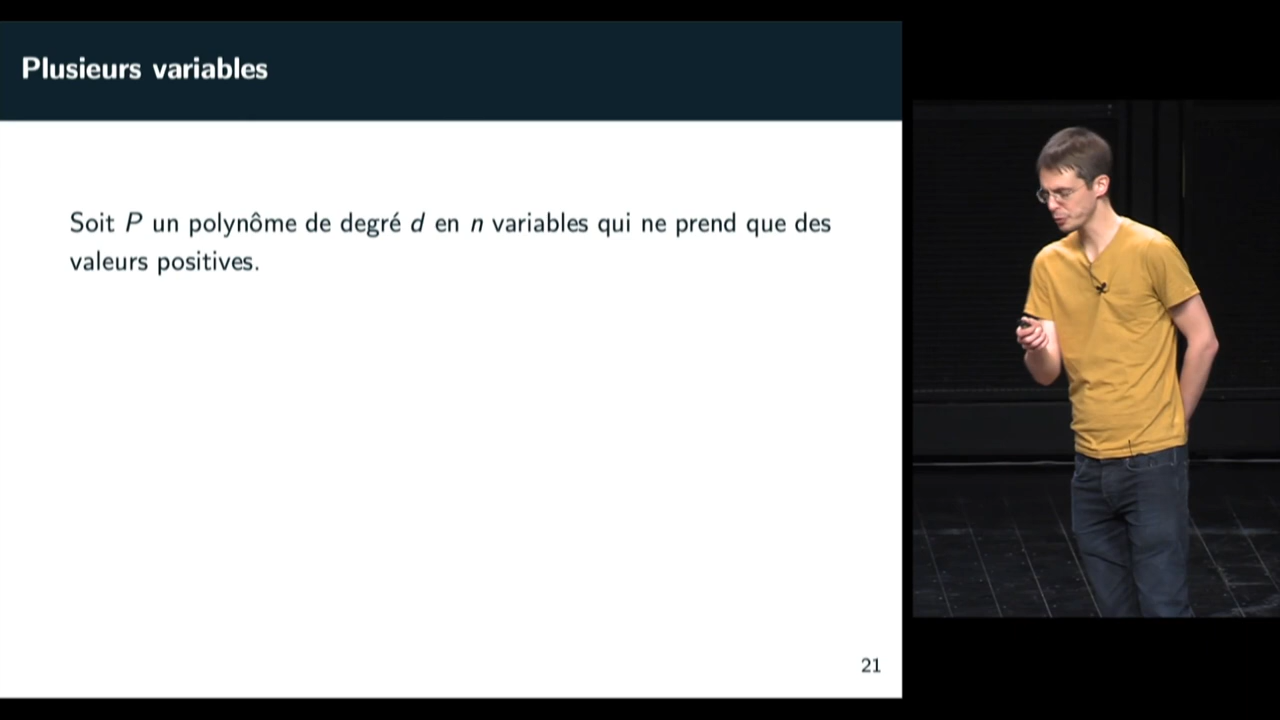 Plusieurs variables
Soit P un polynôme de degré d en n variables qui ne prend que des
valeurs positives.
21